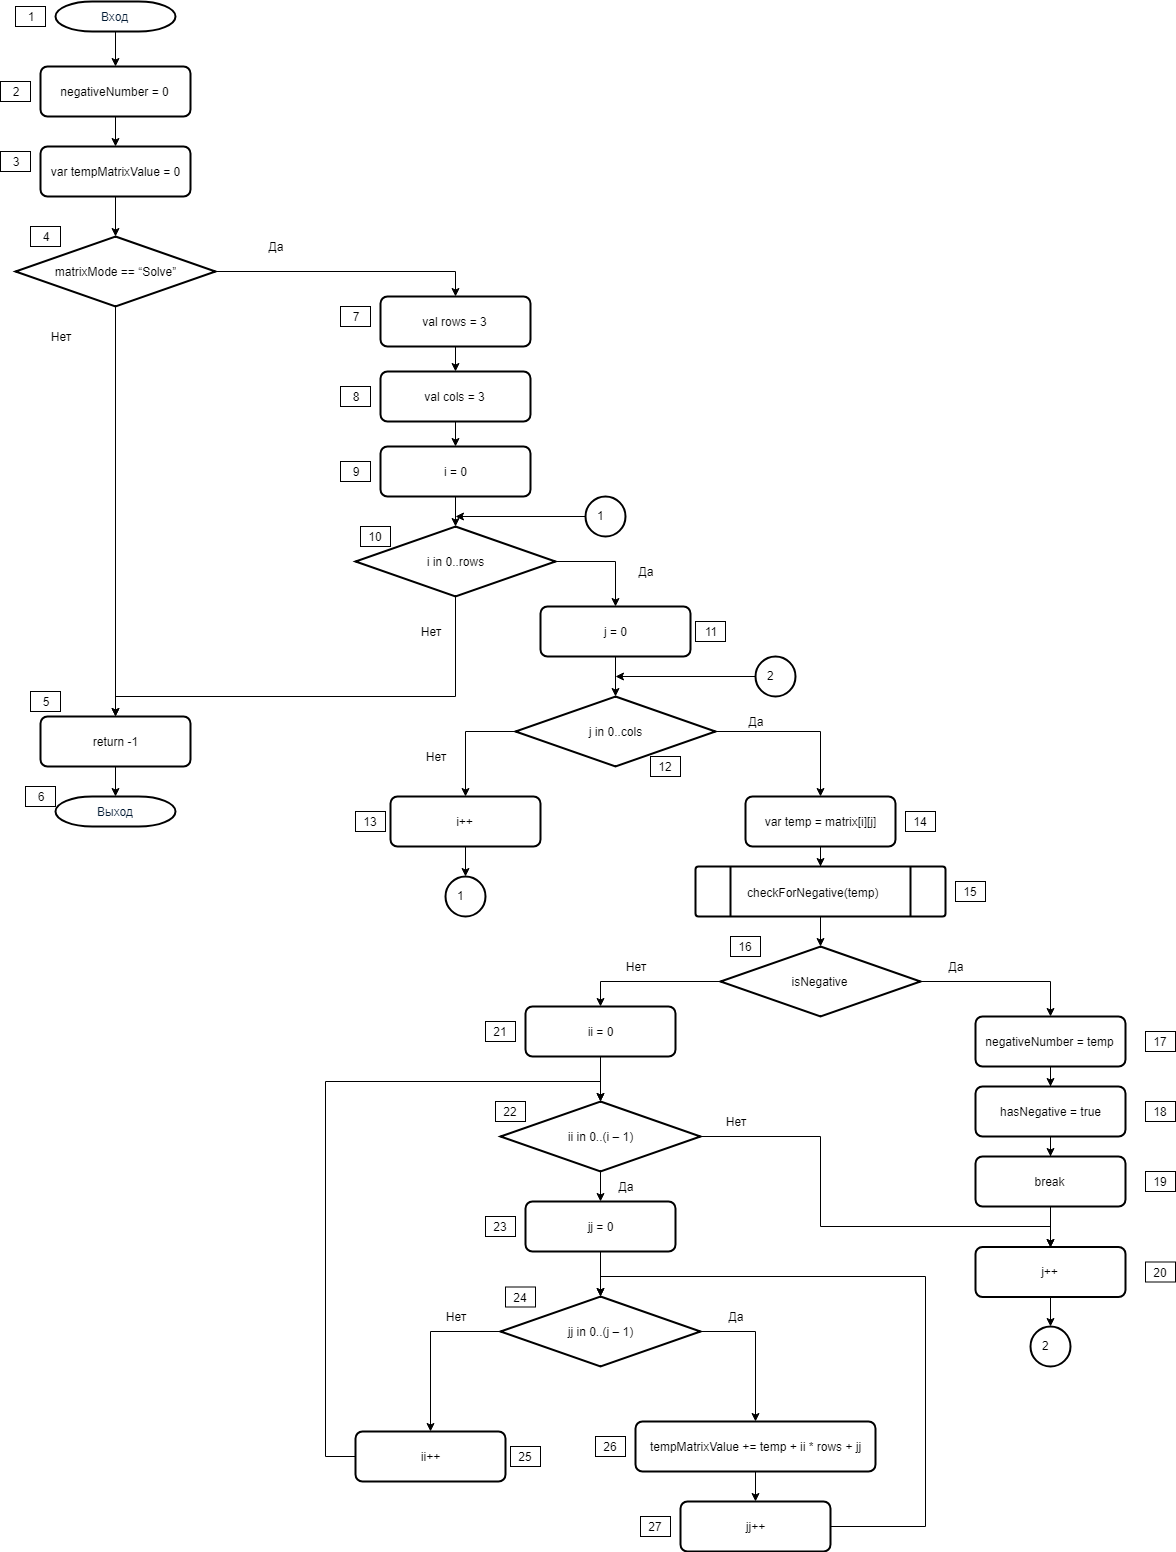 1
Вход
2
negativeNumber = 0
3
var tempMatrixValue = 0
4
matrixMode == “Solve”
Да
Нет
7
val rows = 3
8
val cols = 3
9
i = 0
1
10
i in 0..rows
Да
Нет
j = 0
11
2
5
return -1
6
Выход
j in 0..cols
12
Да
Нет
13
i++
1
var temp = matrix[i][j]
14
checkForNegative(temp)
15
16
isNegative
Нет
Да
21
ii = 0
negativeNumber = temp
17
22
ii in 0..(i – 1)
Нет
Да
hasNegative = true
18
break
19
23
jj = 0
j++
20
2
24
jj in 0..(j – 1)
Нет
Да
ii++
25
26
tempMatrixValue += temp + ii * rows + jj
27
jj++